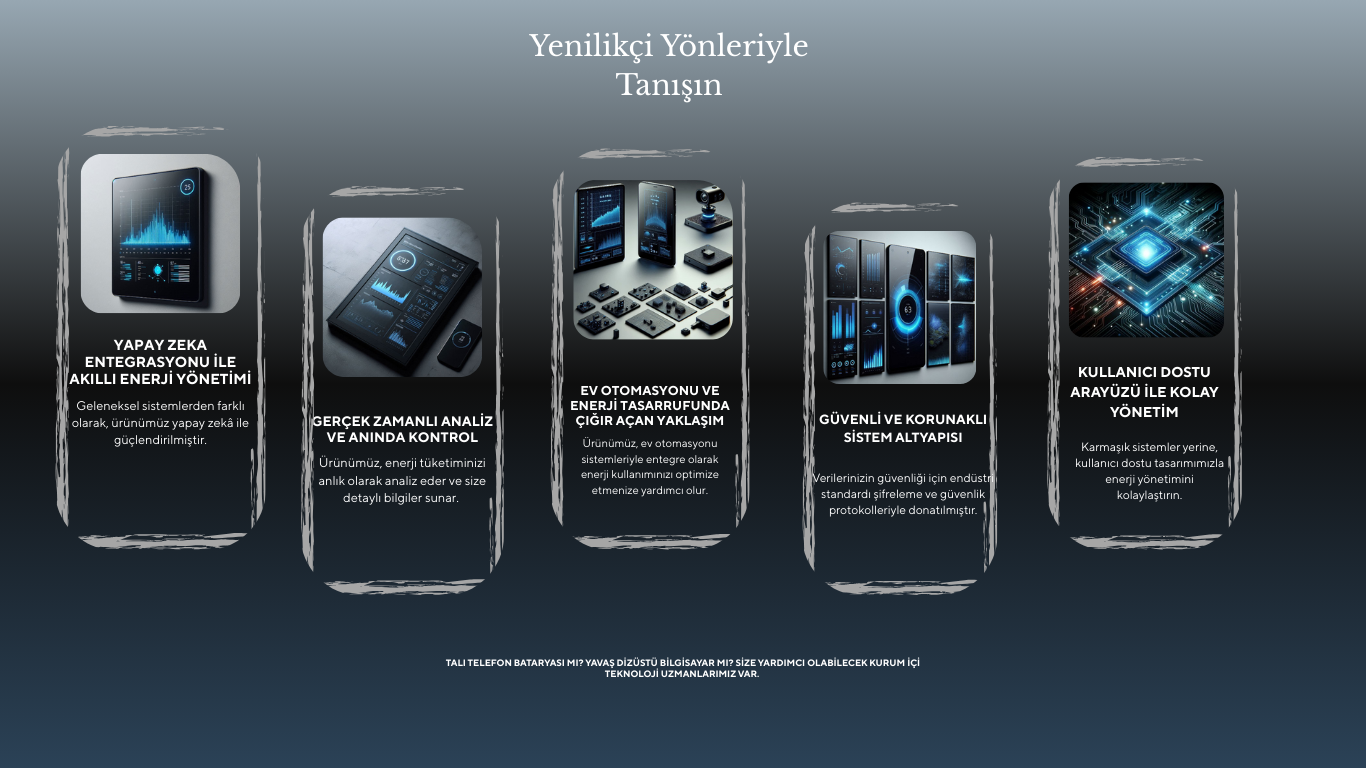 Yenilikçi Yönleriyle
Tanışın
YAPAY ZEKA
ENTEGRASYONU İLE
AKILLI ENERJİ YÖNETİMİ
Geleneksel sistemlerden farklı
olarak, ürünümüz yapay zekâ ile
güçlendirilmiştir.
GERÇEK ZAMANLI ANALİZ
VE ANINDA KONTROL
Ürünümüz, enerji tüketiminizi
anlık olarak analiz eder ve size
detaylı bilgiler sunar.
EV OTOMASYONU VE
ENERJİ TASARRUFUNDA
ÇIĞIR AÇAN YAKLAŞIM
Ürünümüz, ev otomasyonu
sistemleriyle entegre olarak
enerji kullanımınızı optimize
etmenize yardımcı olur.
63
GÜVENLİ VE KORUNAKLI
SİSTEM ALTYAPISI
Verilerinizin güvenliği için endüstri
standardı şifreleme ve güvenlik
protokolleriyle donatılmıştır.
KULLANICI DOSTU
ARAYÜZÜ İLE KOLAY
YÖNETİM
Karmaşık sistemler yerine,
kullanıcı dostu tasarımımızla
enerji yönetimini
kolaylaştırın.
TALI TELEFON BATARYASI MI? YAVAŞ DİZÜSTÜ BİLGİSAYAR MI? SİZE YARDIMCI OLABİLECEK KURUM İÇİ
TEKNOLOJİ UZMANLARIMIZ VAR.